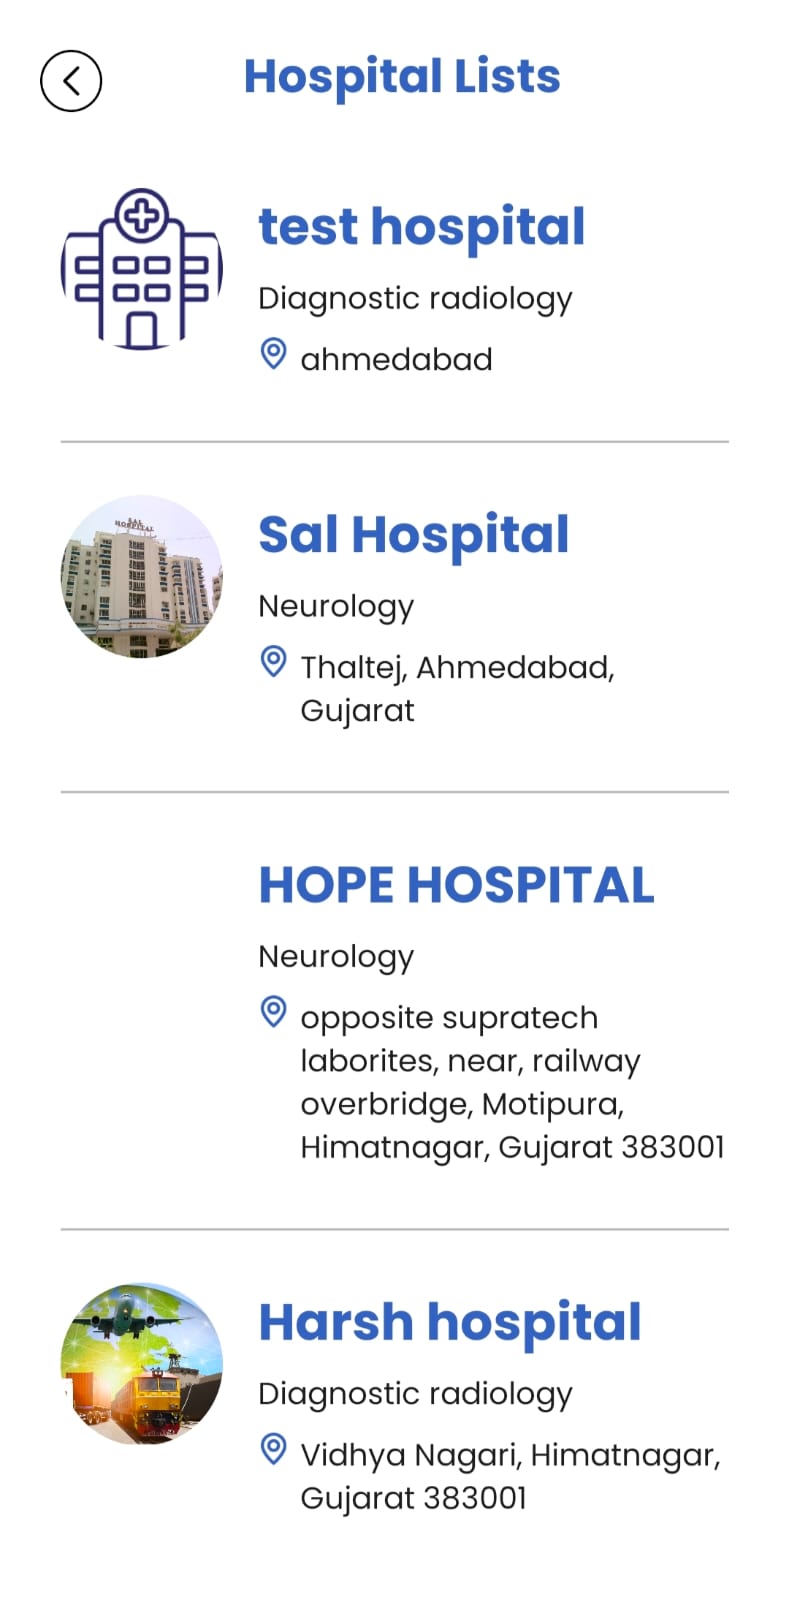 Hospital Lists
test hospital
Diagnostic radiology
ahmedabad
SAL
HOSPITAL
Sal Hospital
Neurology
Thaltej, Ahmedabad,
Gujarat
HOPE HOSPITAL
Neurology
opposite supratech
laborites, near, railway
overbridge, Motipura,
Himatnagar, Gujarat 383001
Harsh hospital
Diagnostic radiology
Vidhya Nagari, Himatnagar,
Gujarat 383001